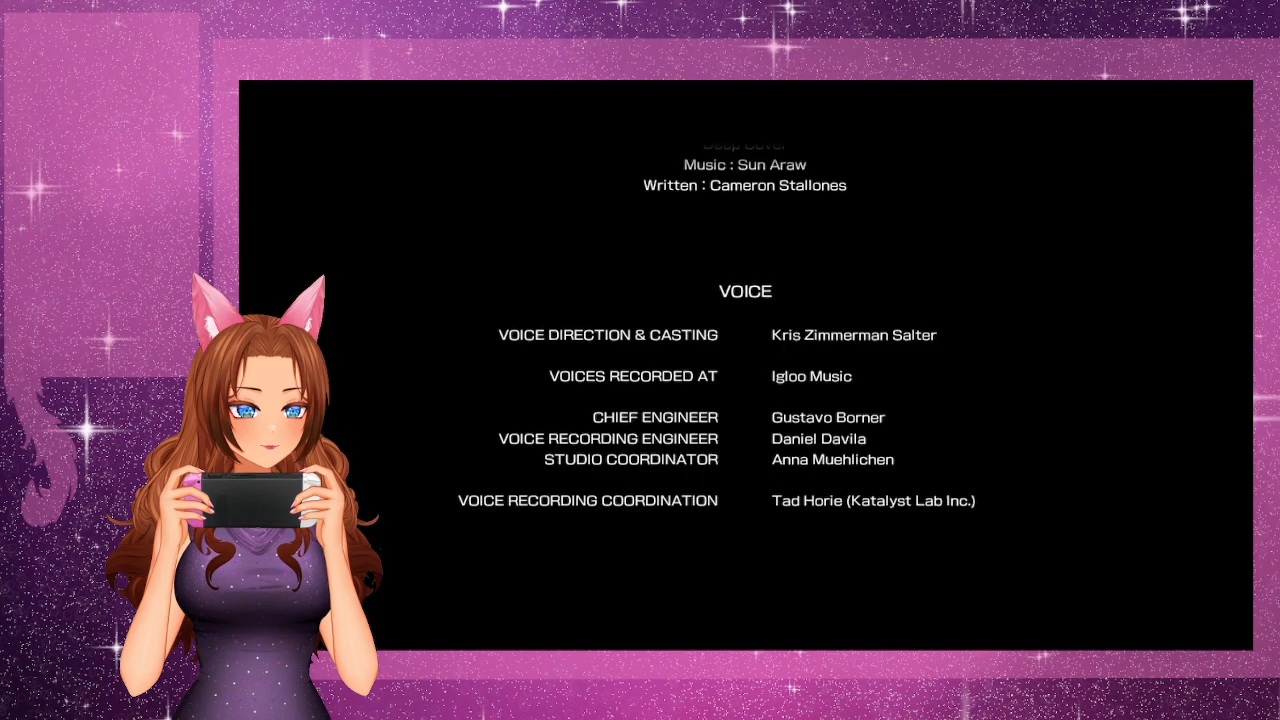 Deep Cover
Music : Sun Araw
Written : Cameron Stallones
VOICE
VOICE DIRECTION & CASTING Kris Zimmerman Salter
VOICES RECORDED AT Igloo Music
CHIEF ENGINEER Gustavo Borner
VOICE RECORDING ENGINEER Daniel Davila
STUDIO COORDINATOR Anna Muehlichen
VOICE RECORDING COORDINATION Tad Horie (Katalyst Lab Inc.)